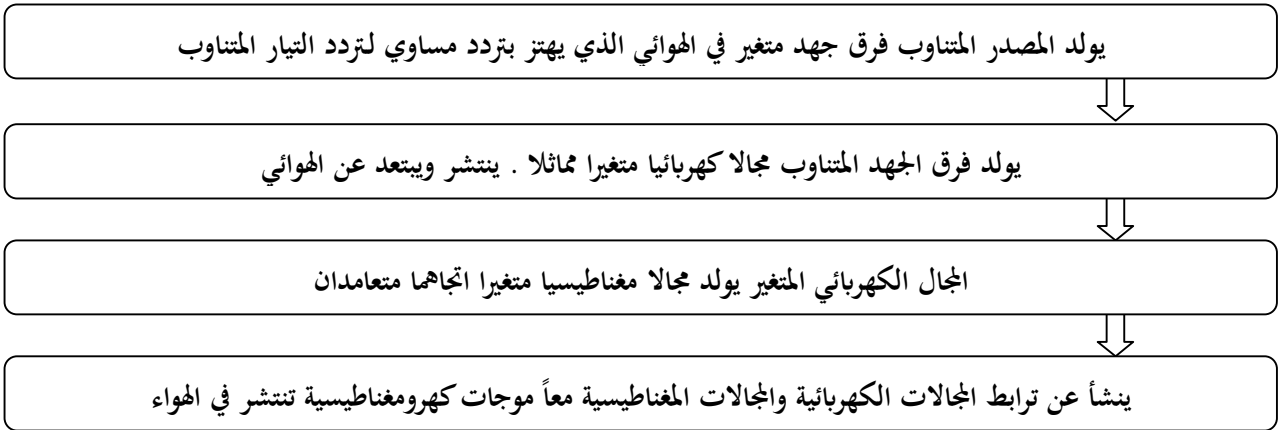 يولد المصدر المتناوب فرق جهد متغير في الهوائي الذي يهتز بتردد مساوي لتردد التيار المتناوب
يولد فرق الجهد المتناوب مجالا كهربائيا متغيرا مماثلا . ينتشر ويبتعد عن الهوائي
المجال الكهربائي المتغير يولد مجالا مغناطيسيا متغيرا اتجاهما متعامدان
ينشأ عن ترابط المجالات الكهربائية والمجالات المغناطيسية معاً موجات كهرومغناطيسية تنتشر في الهواء